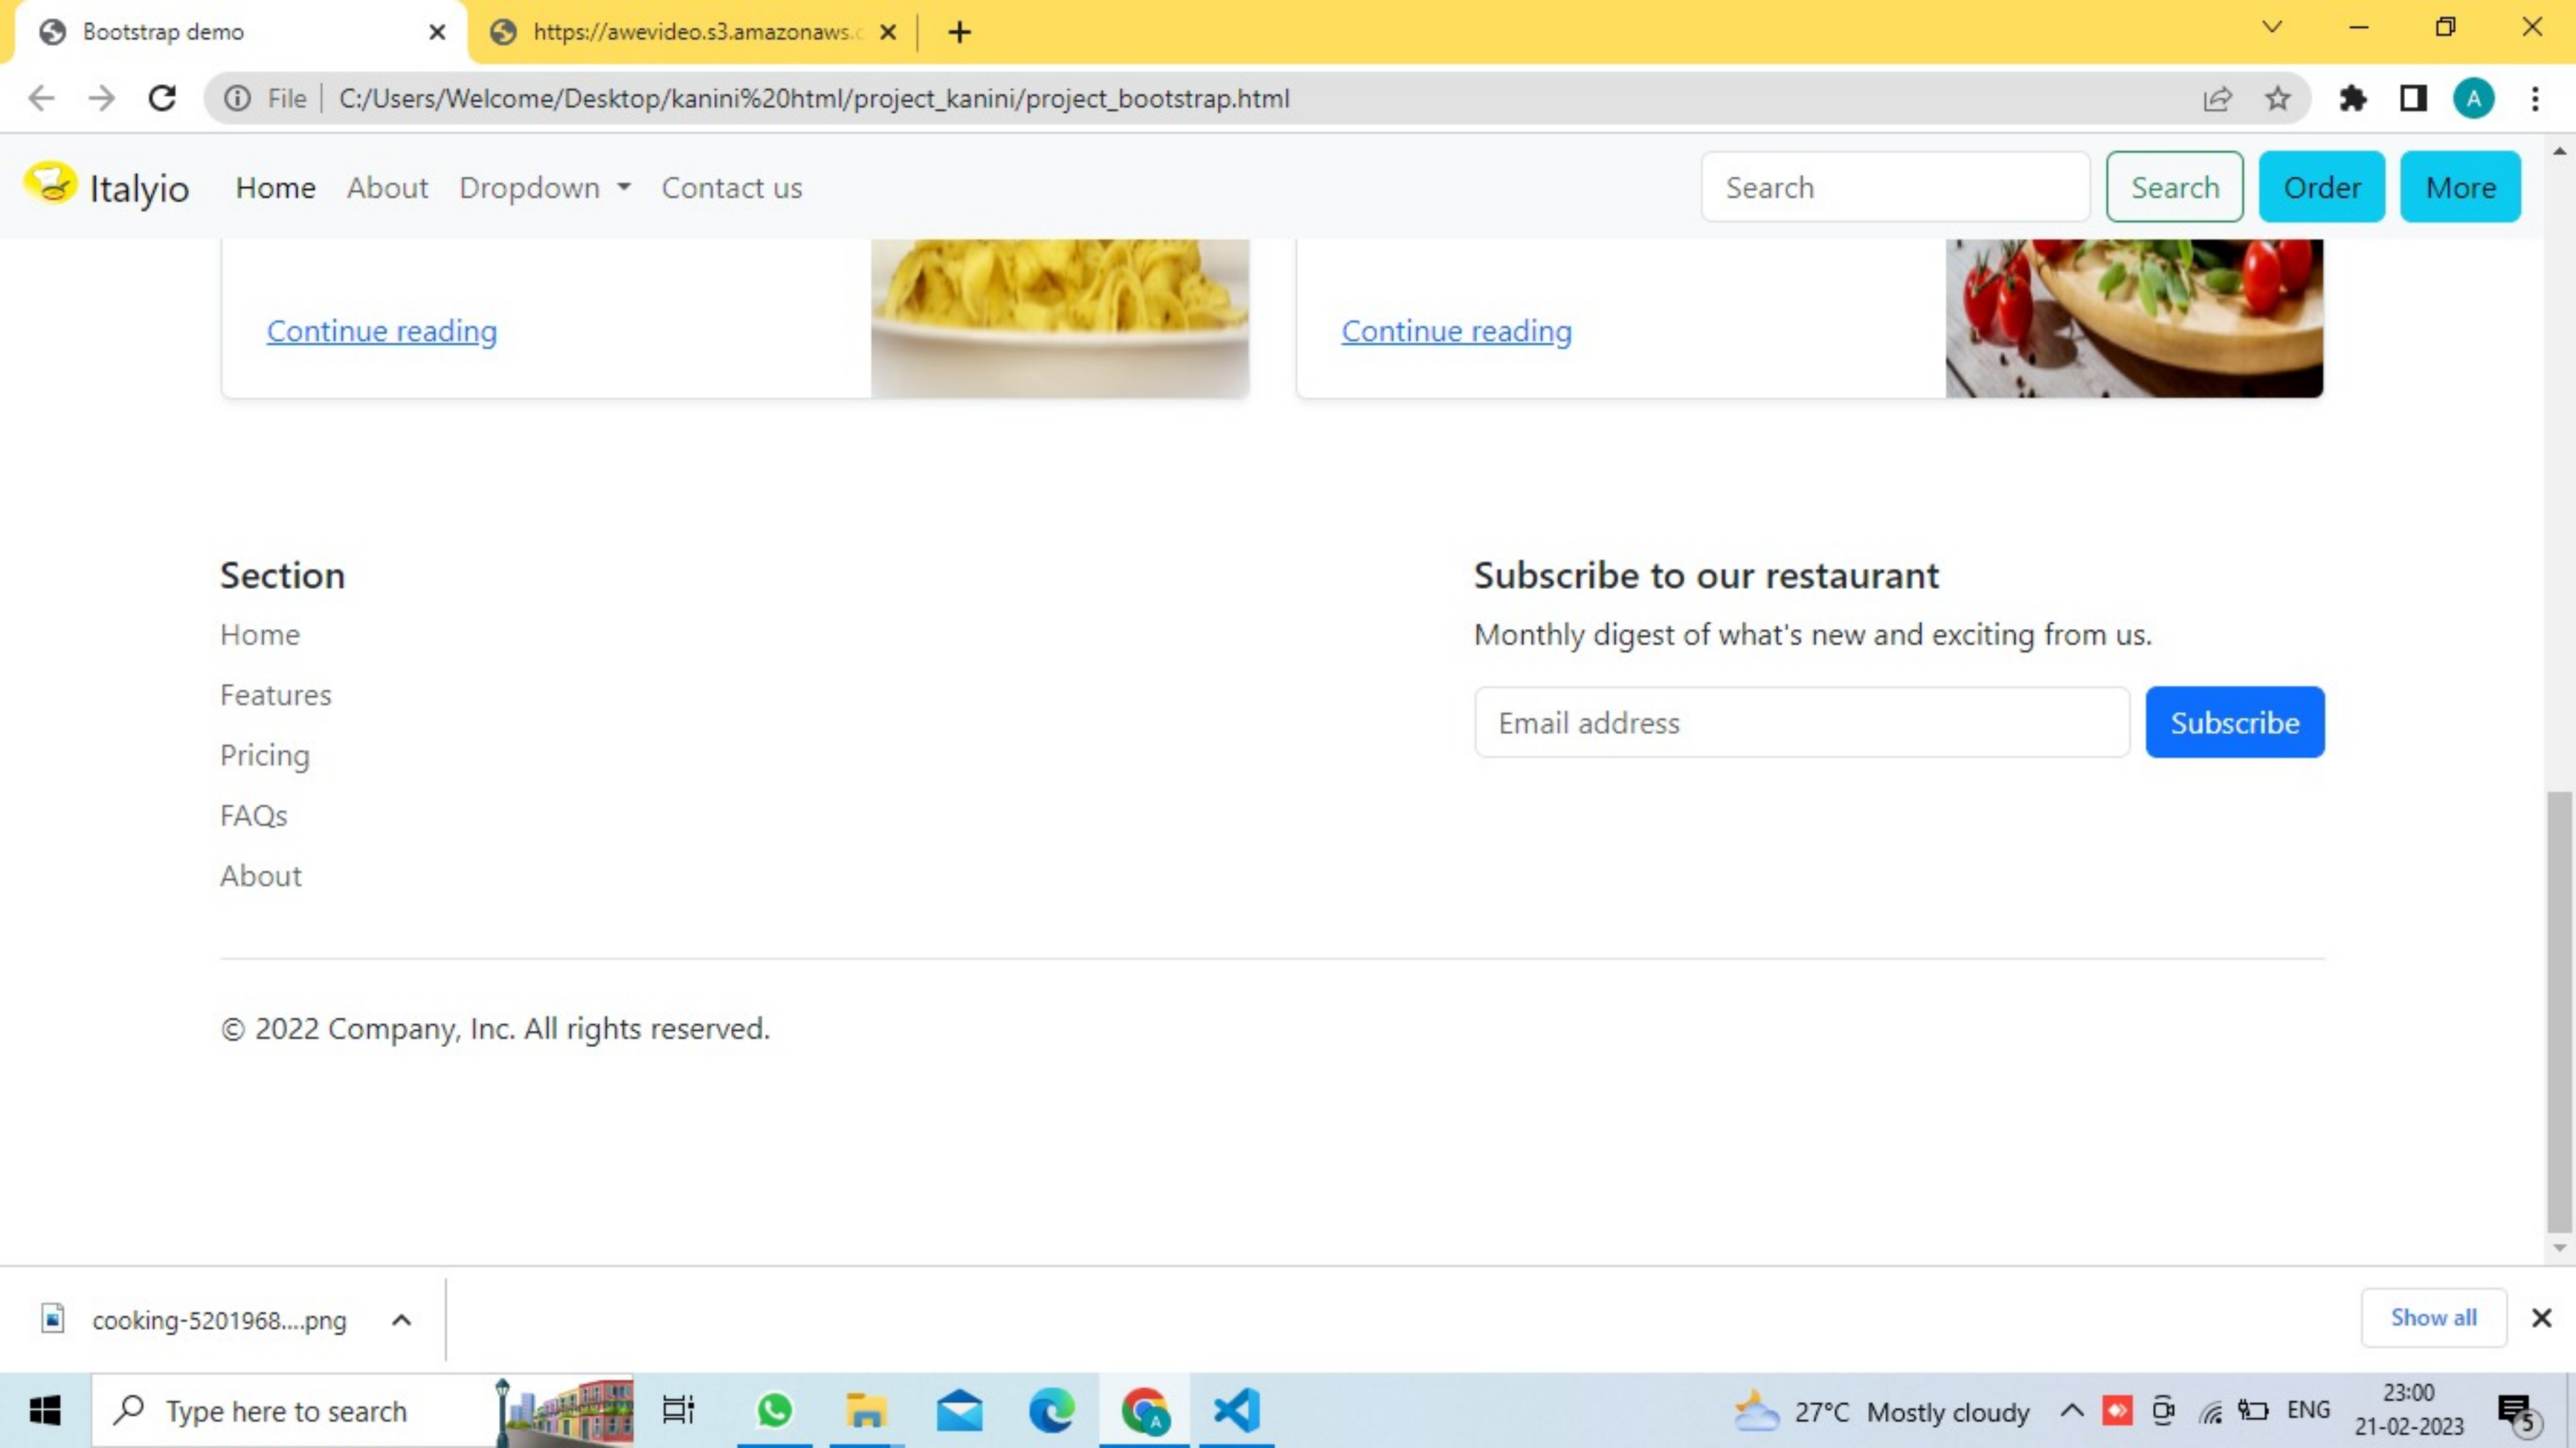 Bootstrap demo
https://awevideo.s3.amazonaws.c
File
C:/Users/Welcome/Desktop/kanini%20html/project_kanini/project_bootstrap.html
A
Italyio Home About Dropdown Contact us Search Search Order More
Continue reading
Continue reading
Section
Home
Features
Pricing
FAQs
About
Subscribe to our restaurant
Monthly digest of what's new and exciting from us.
Email address Subscribe
© 2022 Company, Inc. All rights reserved.
cooking-5201968....png
Show all
Type here to search
A
27°C Mostly cloudy
ENG
23:00
21-02-2023
5